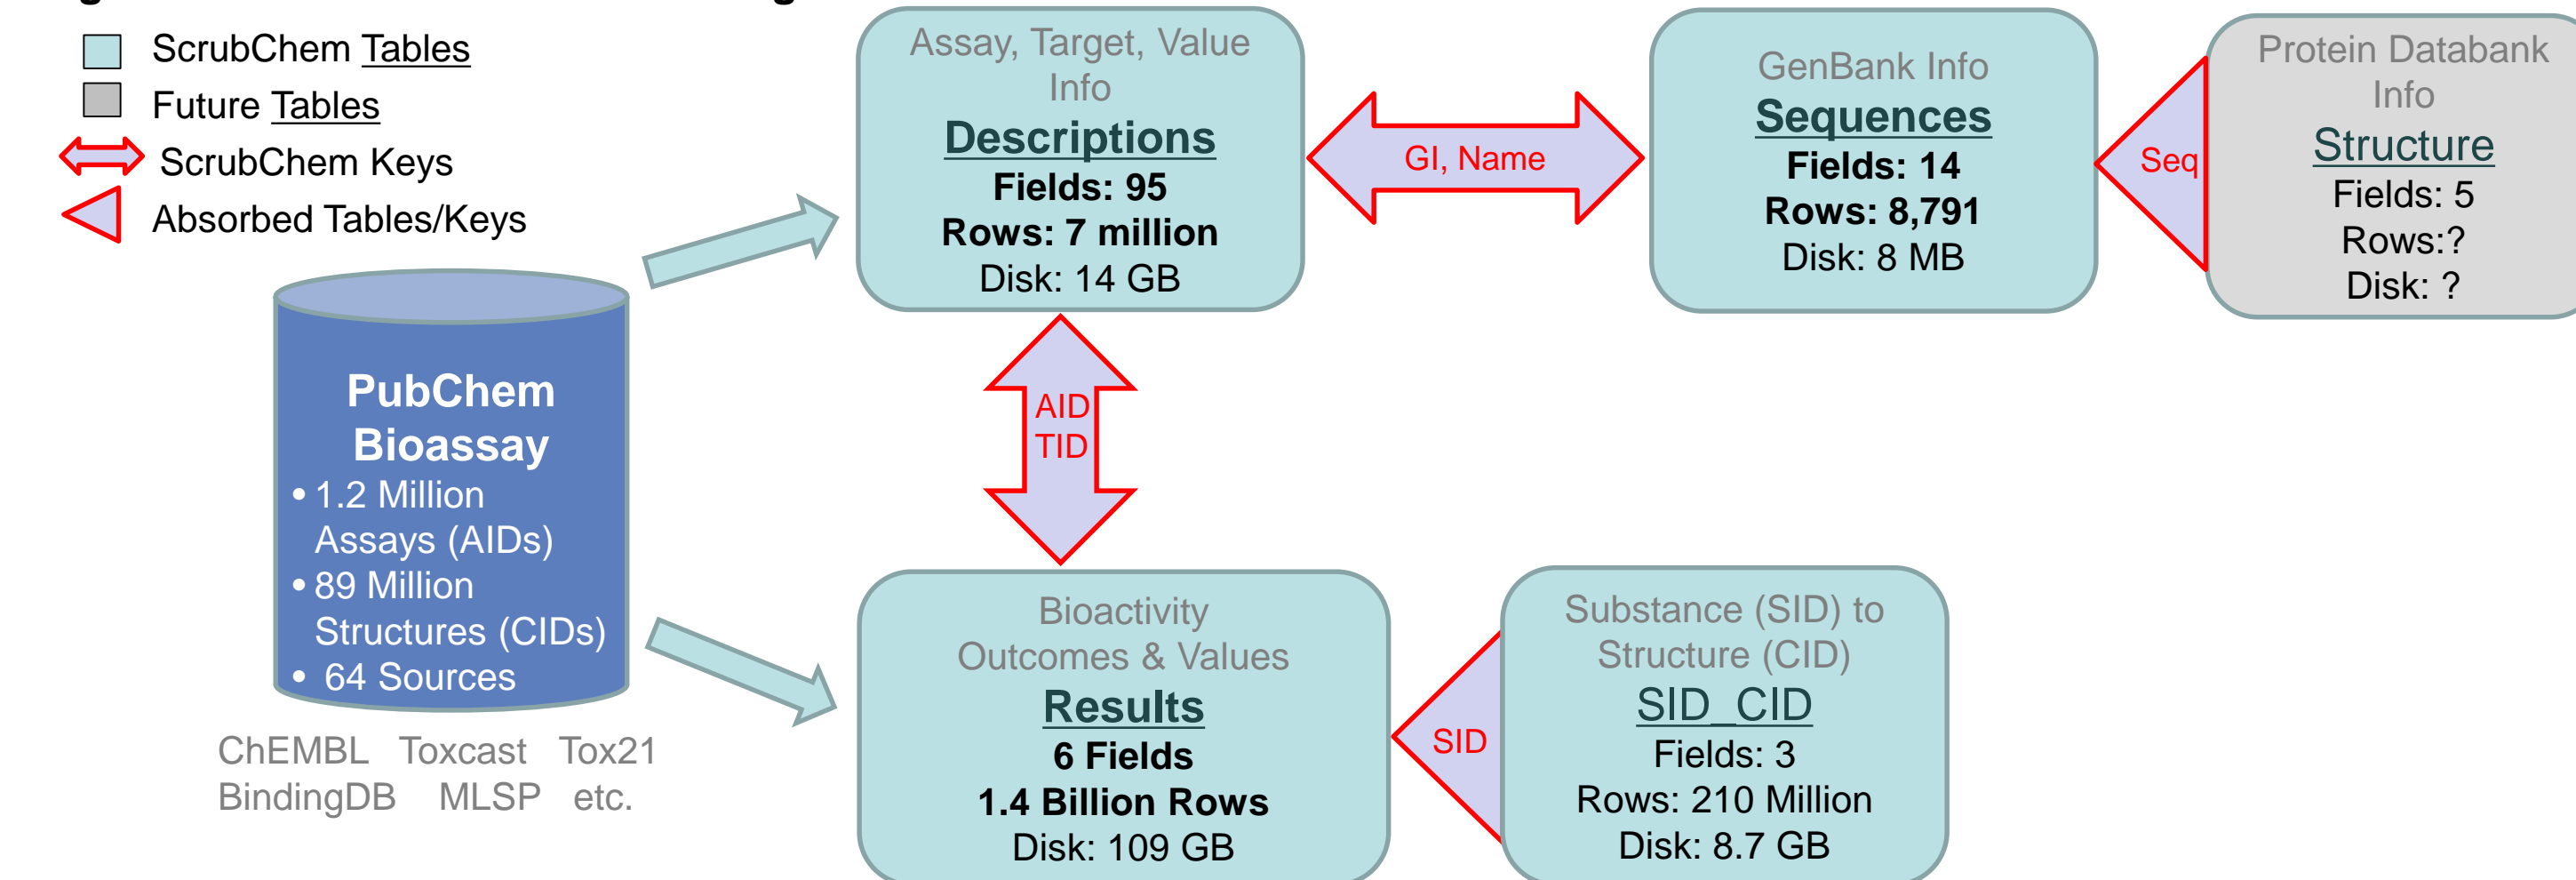 ScrubChem Tables
Future Tables
ScrubChem Keys
Absorbed Tables/Keys
PubChem
Bioassay
• 1.2 Million
Assays (AIDs)
• 89 Million
Structures (CIDs)
• 64 Sources
ChEMBL Toxcast Tox21
BindingDB MLSP etc.
Assay, Target, Value
Info
Descriptions
Fields: 95
Rows: 7 million
Disk: 14 GB
GI, Name
GenBank Info
Sequences
Fields: 14
Rows: 8,791
Disk: 8 MB
Seq
Protein Databank
Info
Structure
Fields: 5
Rows:?
Disk: ?
AID
TID
Bioactivity
Outcomes & Values
Results
6 Fields
1.4 Billion Rows
Disk: 109 GB
SID
Substance (SID) to
Structure (CID)
SID_CID
Fields: 3
Rows: 210 Million
Disk: 8.7 GB